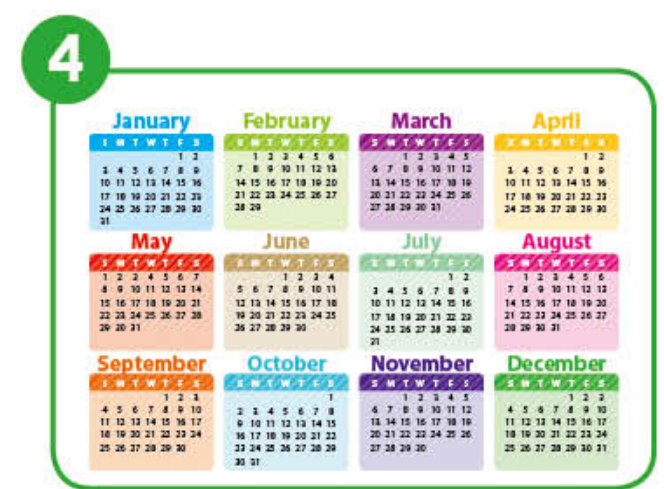 4
January
S M T W T F S
1 2
3 4 5 6 7 8 9
10 11 12 13 14 15 16
17 18 19 20 21 22 23
24 25 26 27 28 29 30
31
February
S M T W T F S
1 2 3 4 5 6
7 8 9 10 11 12 13
14 15 16 17 18 19 20
21 22 23 24 25 26 27
28 29
March
S M T W T F S
1 2 3 4 5
6 7 8 9 10 11 12
13 14 15 16 17 18 19
20 21 22 23 24 25 26
27 28 29 30 31
April
S M T W T F S
1 2
3 4 5 6 7 8 9
10 11 12 13 14 15 16
17 18 19 20 21 22 23
24 25 26 27 28 29 30
May
S M T W T F S
1 2 3 4 5 6 7
8 9 10 11 12 13 14
15 16 17 18 19 20 21
22 23 24 25 26 27 28
29 30 31
June
S M T W T F S
1 2 3 4
5 6 7 8 9 10 11
12 13 14 15 16 17 18
19 20 21 22 23 24 25
26 27 28 29 30
July
S M T W T F S
1 2
3 4 5 6 7 8 9
10 11 12 13 14 15 16
17 18 19 20 21 22 23
24 25 26 27 28 29 30
31
August
S M T W T F S
1 2 3 4 5 6
7 8 9 10 11 12 13
14 15 16 17 18 19 20
21 22 23 24 25 26 27
28 29 30 31
September
S M T W T F S
1 2 3
4 5 6 7 8 9 10
11 12 13 14 15 16 17
18 19 20 21 22 23 24
25 26 27 28 29 30
October
S M T W T F S
1
2 3 4 5 6 7 8
9 10 11 12 13 14 15
16 17 18 19 20 21 22
23 24 25 26 27 28 29
30 31
November
S M T W T F S
1 2 3 4 5
6 7 8 9 10 11 12
13 14 15 16 17 18 19
20 21 22 23 24 25 26
27 28 29 30
December
S M T W T F S
1 2 3
4 5 6 7 8 9 10
11 12 13 14 15 16 17
18 19 20 21 22 23 24
25 26 27 28 29 30 31